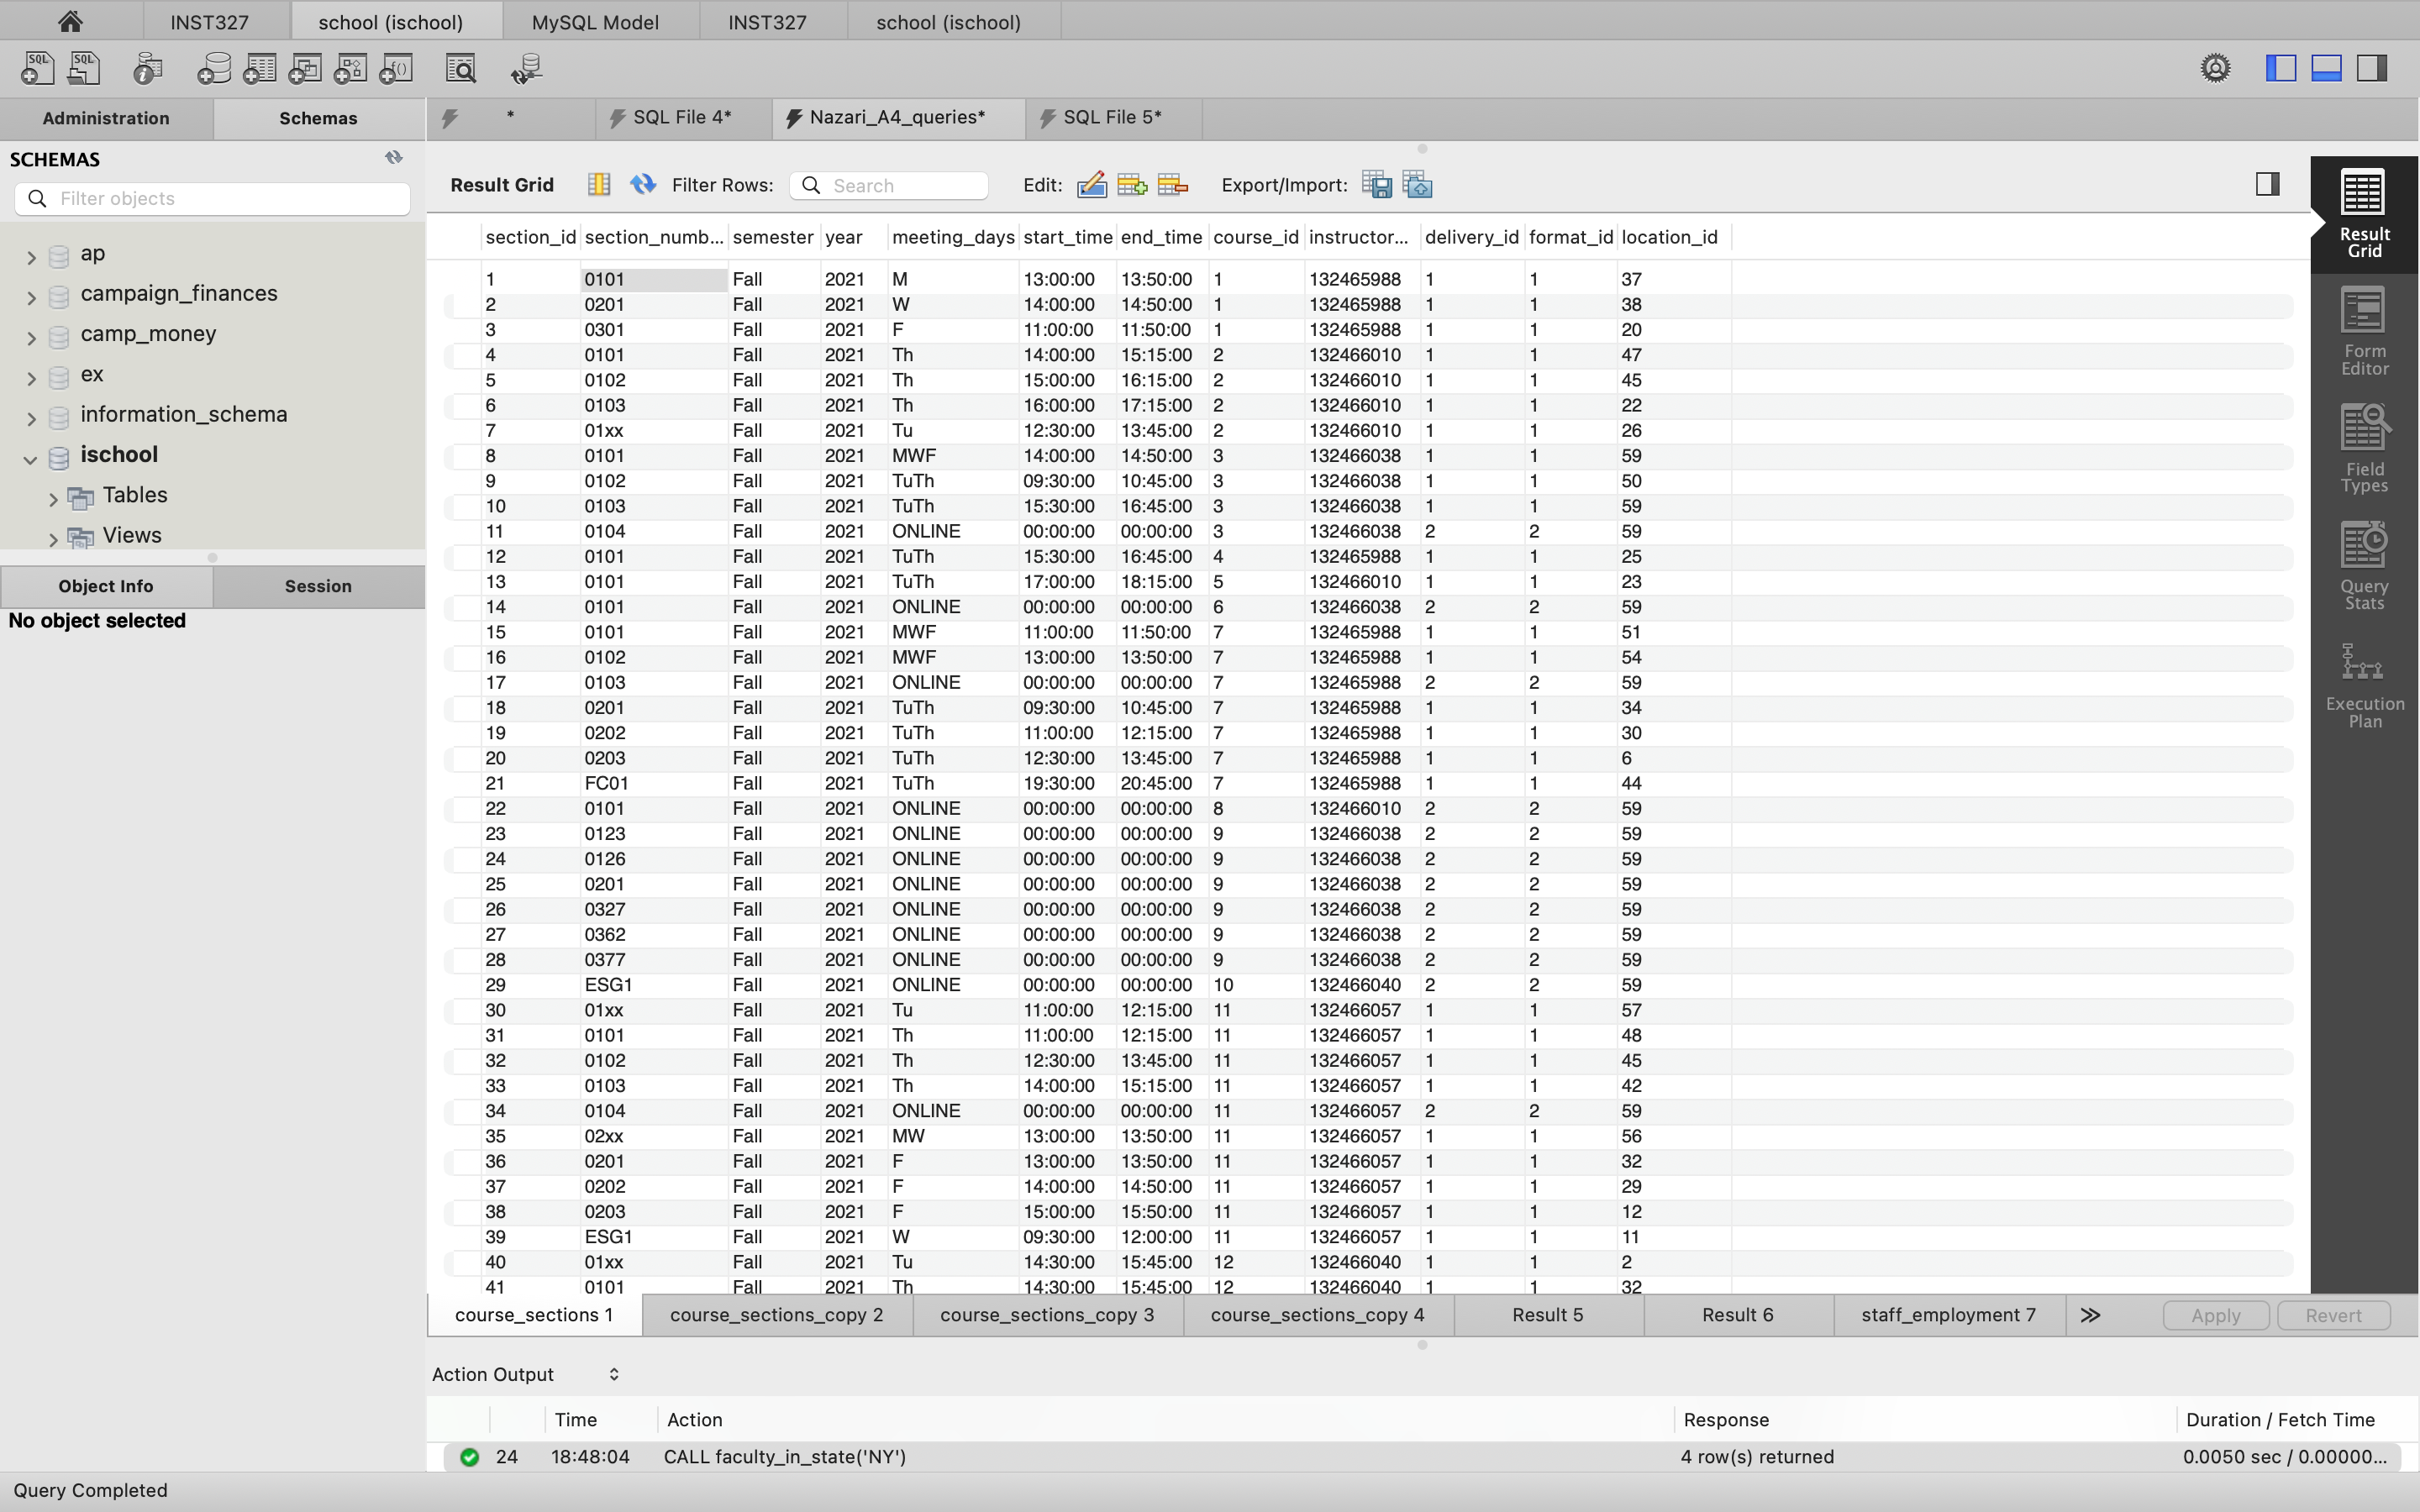 INST327 school (ischool) MySQL Model INST327 school (ischool)
SQL SQL
Administration Schemas * SQL File 4* Nazari_A4_queries* SQL File 5*
SCHEMAS
Filter objects
ap
campaign_finances
camp_money
ex
information_schema
ischool
Tables
Views
Object Info Session
No object selected
Result Grid Filter Rows: Search Edit: Export/Import:
section_id section_numb... semester year meeting_days start_time end_time course_id instructor... delivery_id format_id location_id
1 0101 Fall 2021 M 13:00:00 13:50:00 1 132465988 1 1 37
2 0201 Fall 2021 W 14:00:00 14:50:00 1 132465988 1 1 38
3 0301 Fall 2021 F 11:00:00 11:50:00 1 132465988 1 1 20
4 0101 Fall 2021 Th 14:00:00 15:15:00 2 132466010 1 1 47
5 0102 Fall 2021 Th 15:00:00 16:15:00 2 132466010 1 1 45
6 0103 Fall 2021 Th 16:00:00 17:15:00 2 132466010 1 1 22
7 01xx Fall 2021 Tu 12:30:00 13:45:00 2 132466010 1 1 26
8 0101 Fall 2021 MWF 14:00:00 14:50:00 3 132466038 1 1 59
9 0102 Fall 2021 TuTh 09:30:00 10:45:00 3 132466038 1 1 50
10 0103 Fall 2021 TuTh 15:30:00 16:45:00 3 132466038 1 1 59
11 0104 Fall 2021 ONLINE 00:00:00 00:00:00 3 132466038 2 2 59
12 0101 Fall 2021 TuTh 15:30:00 16:45:00 4 132465988 1 1 25
13 0101 Fall 2021 TuTh 17:00:00 18:15:00 5 132466010 1 1 23
14 0101 Fall 2021 ONLINE 00:00:00 00:00:00 6 132466038 2 2 59
15 0101 Fall 2021 MWF 11:00:00 11:50:00 7 132465988 1 1 51
16 0102 Fall 2021 MWF 13:00:00 13:50:00 7 132465988 1 1 54
17 0103 Fall 2021 ONLINE 00:00:00 00:00:00 7 132465988 2 2 59
18 0201 Fall 2021 TuTh 09:30:00 10:45:00 7 132465988 1 1 34
19 0202 Fall 2021 TuTh 11:00:00 12:15:00 7 132465988 1 1 30
20 0203 Fall 2021 TuTh 12:30:00 13:45:00 7 132465988 1 1 6
21 FC01 Fall 2021 TuTh 19:30:00 20:45:00 7 132465988 1 1 44
22 0101 Fall 2021 ONLINE 00:00:00 00:00:00 8 132466010 2 2 59
23 0123 Fall 2021 ONLINE 00:00:00 00:00:00 9 132466038 2 2 59
24 0126 Fall 2021 ONLINE 00:00:00 00:00:00 9 132466038 2 2 59
25 0201 Fall 2021 ONLINE 00:00:00 00:00:00 9 132466038 2 2 59
26 0327 Fall 2021 ONLINE 00:00:00 00:00:00 9 132466038 2 2 59
27 0362 Fall 2021 ONLINE 00:00:00 00:00:00 9 132466038 2 2 59
28 0377 Fall 2021 ONLINE 00:00:00 00:00:00 9 132466038 2 2 59
29 ESG1 Fall 2021 ONLINE 00:00:00 00:00:00 10 132466040 2 2 59
30 01xx Fall 2021 Tu 11:00:00 12:15:00 11 132466057 1 1 57
31 0101 Fall 2021 Th 11:00:00 12:15:00 11 132466057 1 1 48
32 0102 Fall 2021 Th 12:30:00 13:45:00 11 132466057 1 1 45
33 0103 Fall 2021 Th 14:00:00 15:15:00 11 132466057 1 1 42
34 0104 Fall 2021 ONLINE 00:00:00 00:00:00 11 132466057 2 2 59
35 02xx Fall 2021 MW 13:00:00 13:50:00 11 132466057 1 1 56
36 0201 Fall 2021 F 13:00:00 13:50:00 11 132466057 1 1 32
37 0202 Fall 2021 F 14:00:00 14:50:00 11 132466057 1 1 29
38 0203 Fall 2021 F 15:00:00 15:50:00 11 132466057 1 1 12
39 ESG1 Fall 2021 W 09:30:00 12:00:00 11 132466057 1 1 11
40 01xx Fall 2021 Tu 14:30:00 15:45:00 12 132466040 1 1 2
41 0101 Fall 2021 Th 14:30:00 15:45:00 12 132466040 1 1 32
Result
Grid
Form
Editor
Field
Types
Query
Stats
Execution
Plan
course_sections 1 course_sections_copy 2 course_sections_copy 3 course_sections_copy 4 Result 5 Result 6 staff_employment 7 Apply Revert
Action Output
Time Action Response Duration / Fetch Time
24 18:48:04 CALL faculty_in_state('NY') 4 row(s) returned 0.0050 sec / 0.00000...
Query Completed